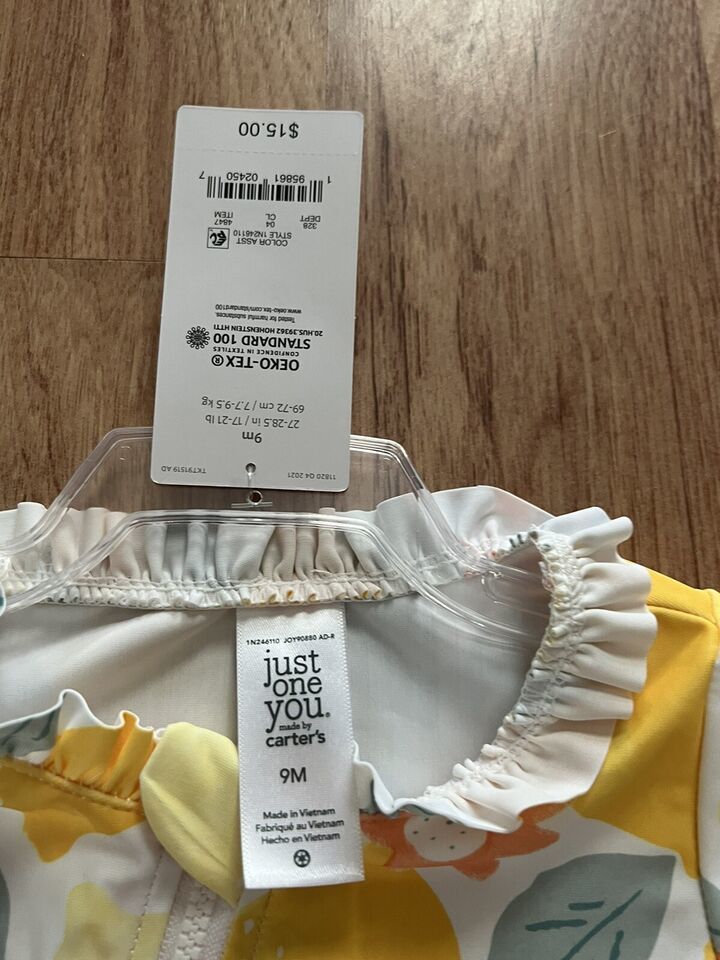 $15.00
1 95861 02450 7
DEPT CL ITEM
328 04 4847
STYLE 1N246110
COLOR ASST
www.oeko-tex.com/standard100
Tested for harmful substances.
20.HUS.39362 HOHENSTEIN HTTI
STANDARD 100
CONFIDENCE IN TEXTILES
OEKO-TEX®
69-72 cm / 7.7-9.5 kg
27-28.5 in / 17-21 lb
9m
11820 Q4 2021 TKT91519 AD
1N246110 JOY90880 AD-R
just
one
you.
made by
carter's
9M
Made in Vietnam
Fabriqué au Vietnam
Hecho en Vietnam